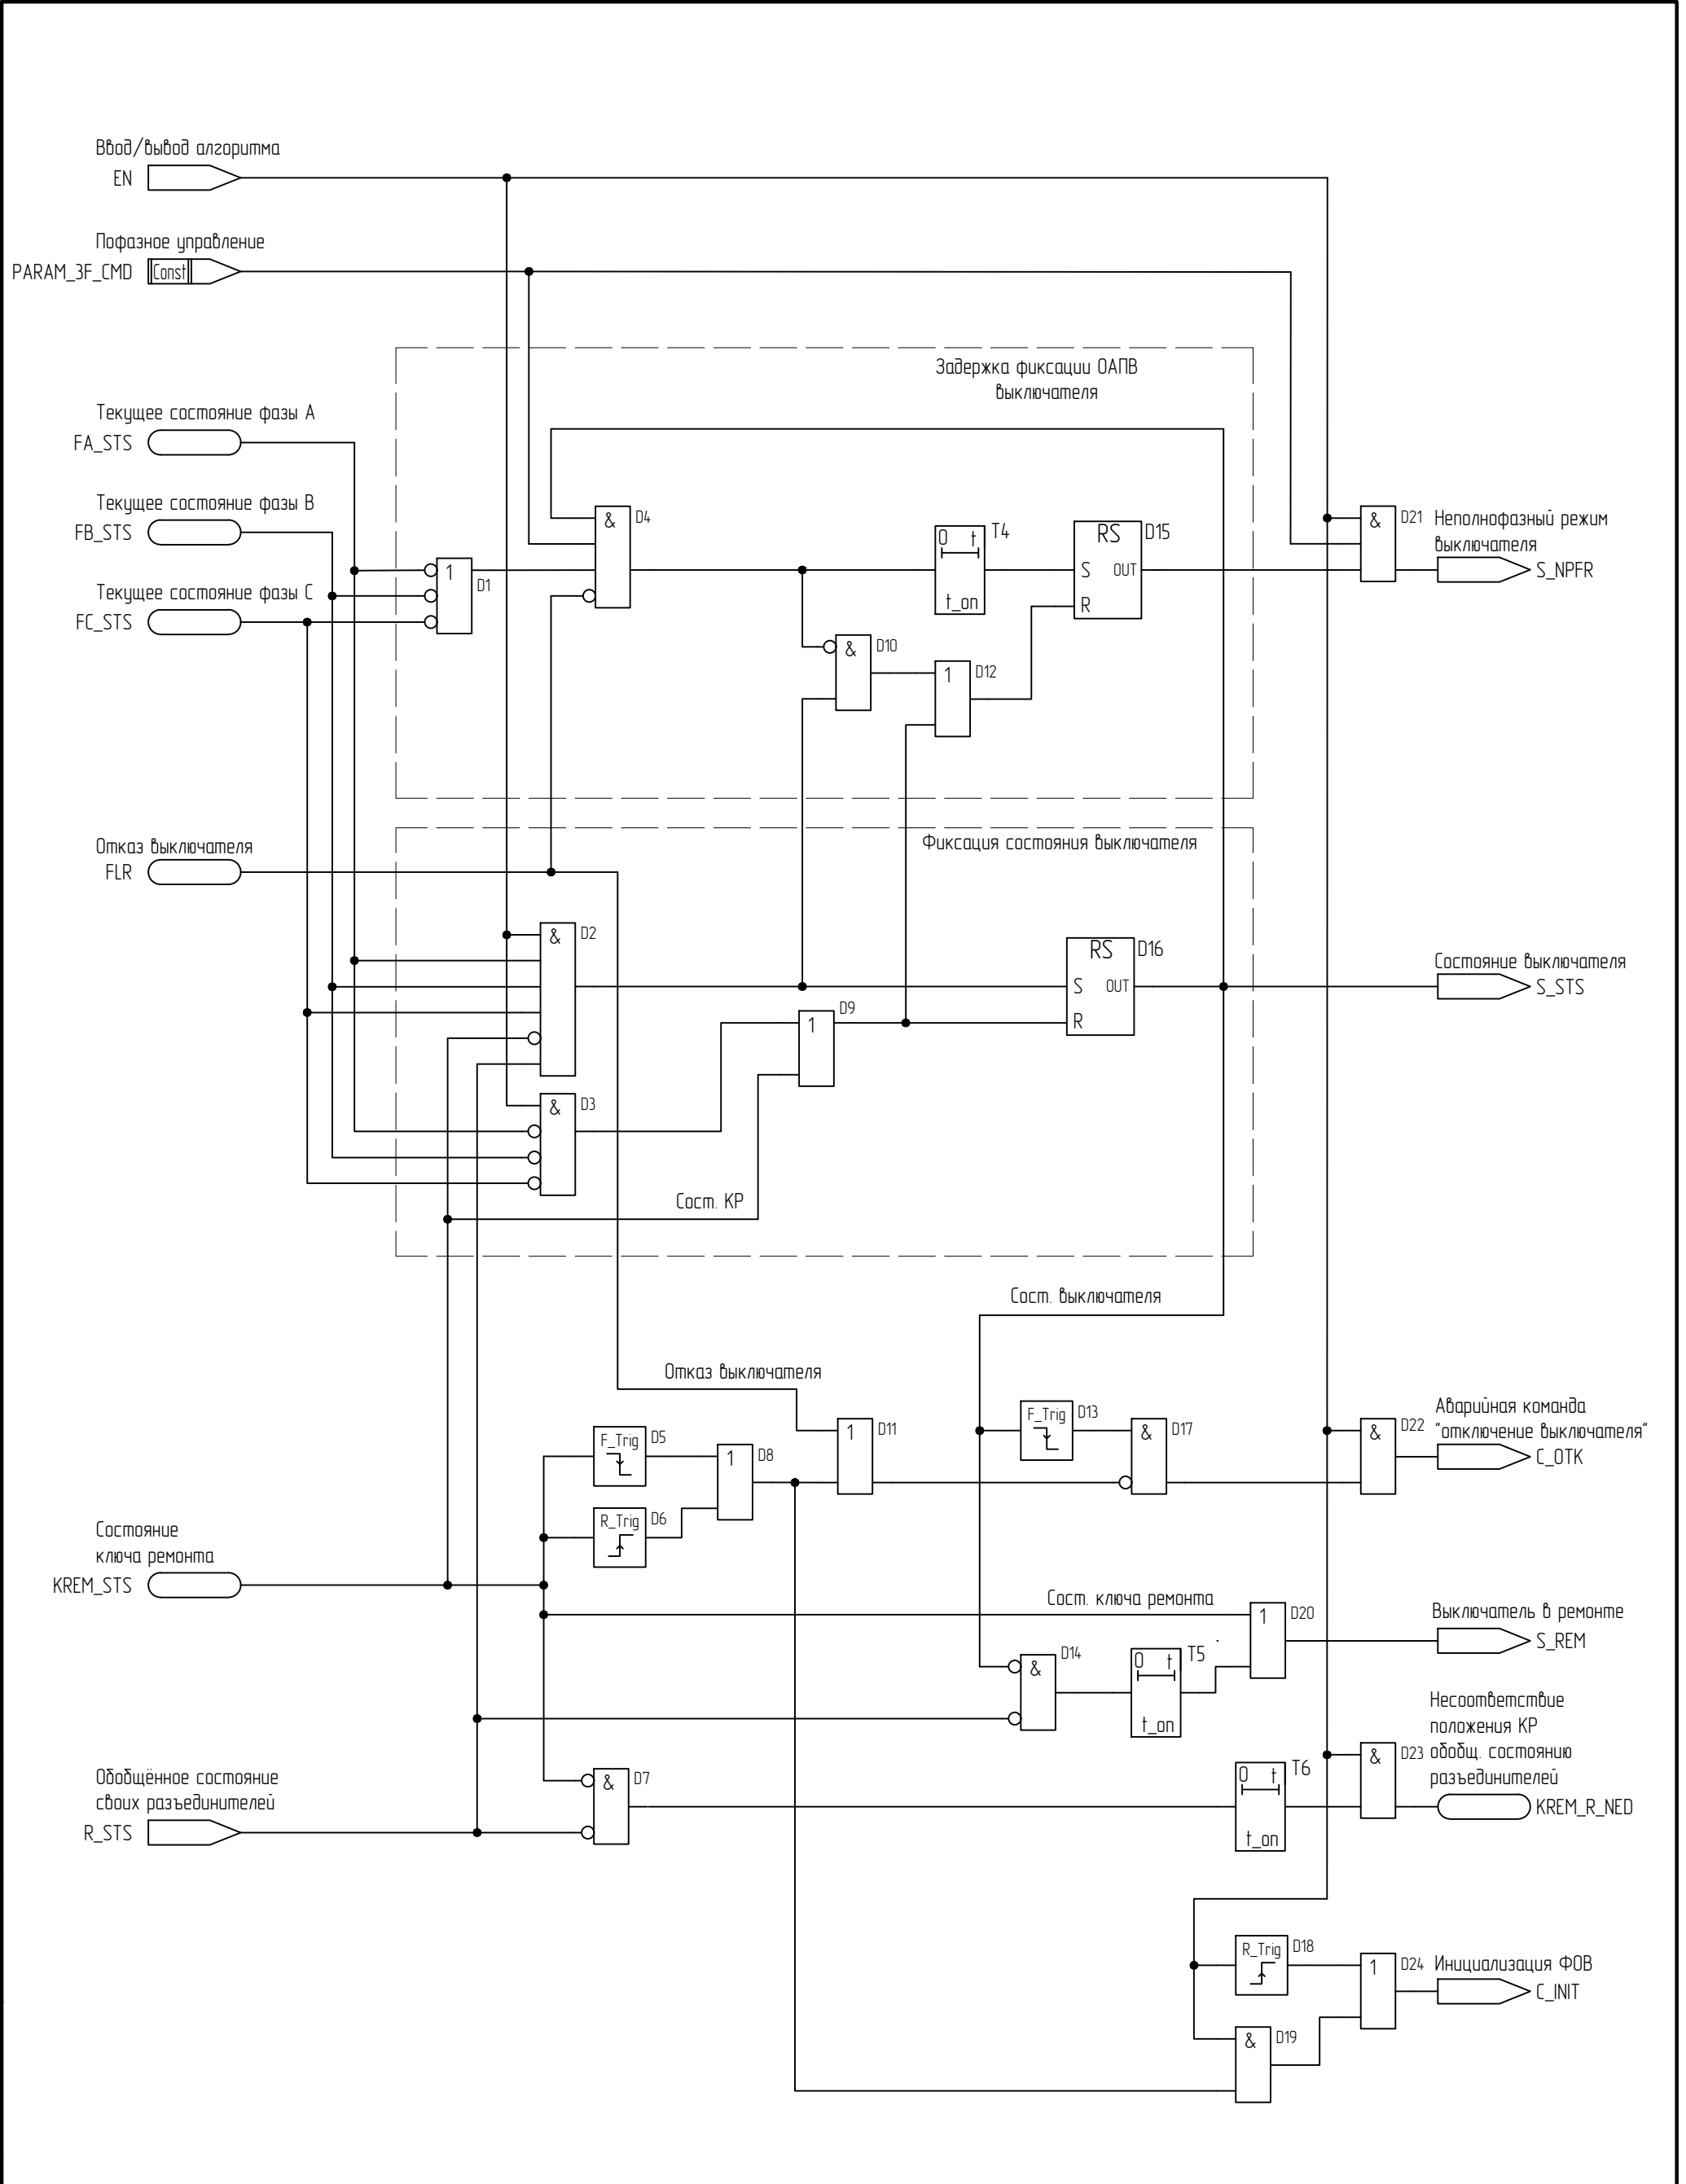 Ввод/вывод алгоритма
EN
Пофазное управление
PARAM_3F_CMD
Const
Задержка фиксации ОАПВ
выключателя
Текущее состояние фазы А
FA_STS
Текущее состояние фазы В
FB_STS
Текущее состояние фазы С
FC_STS
1
D1
&
D4
0 t
T4
t_on
RS
D15
S OUT
R
&
D21
Неполнофазный режим
выключателя
S_NPFR
&
D10
1
D12
Отказ выключателя
FLR
Фиксация состояния выключателя
&
D2
RS
D16
S OUT
R
Состояние выключателя
S_STS
1
D9
&
D3
Сост. КР
Сост. выключателя
Отказ выключателя
F_Trig
D5
R_Trig
D6
1
D8
1
D11
F_Trig
D13
&
D17
&
D22
Аварийная команда
"отключение выключателя"
C_OTK
Состояние
ключа ремонта
KREM_STS
Сост. ключа ремонта
1
D20
Выключатель в ремонте
S_REM
&
D14
0 t
T5
t_on
Обобщённое состояние
своих разъединителей
R_STS
&
D7
0 t
T6
t_on
&
D23
Несоответствие
положения КР
обобщ. состоянию
разъединителей
KREM_R_NED
R_Trig
D18
&
D19
1
D24
Инициализация ФОВ
C_INIT